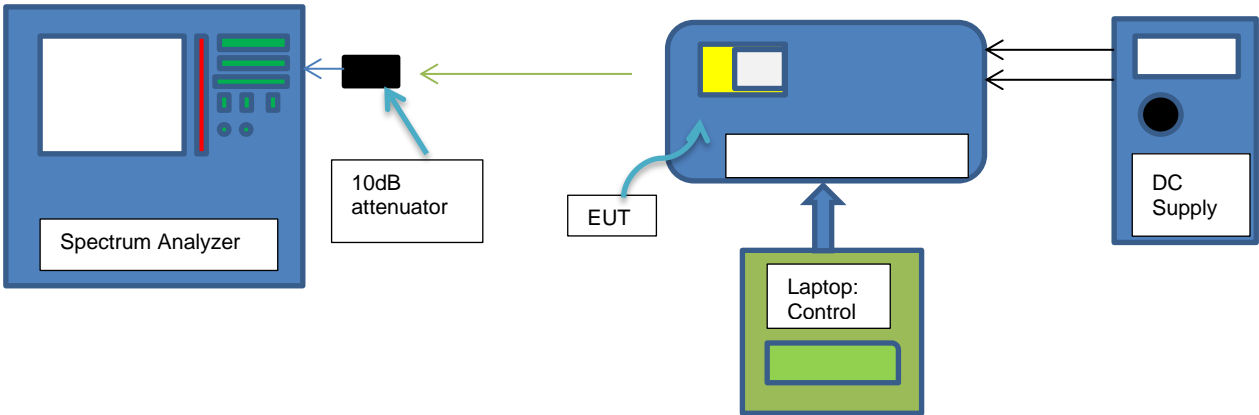 Spectrum Analyzer
10dB
attenuator
EUT
Laptop:
Control
DC
Supply